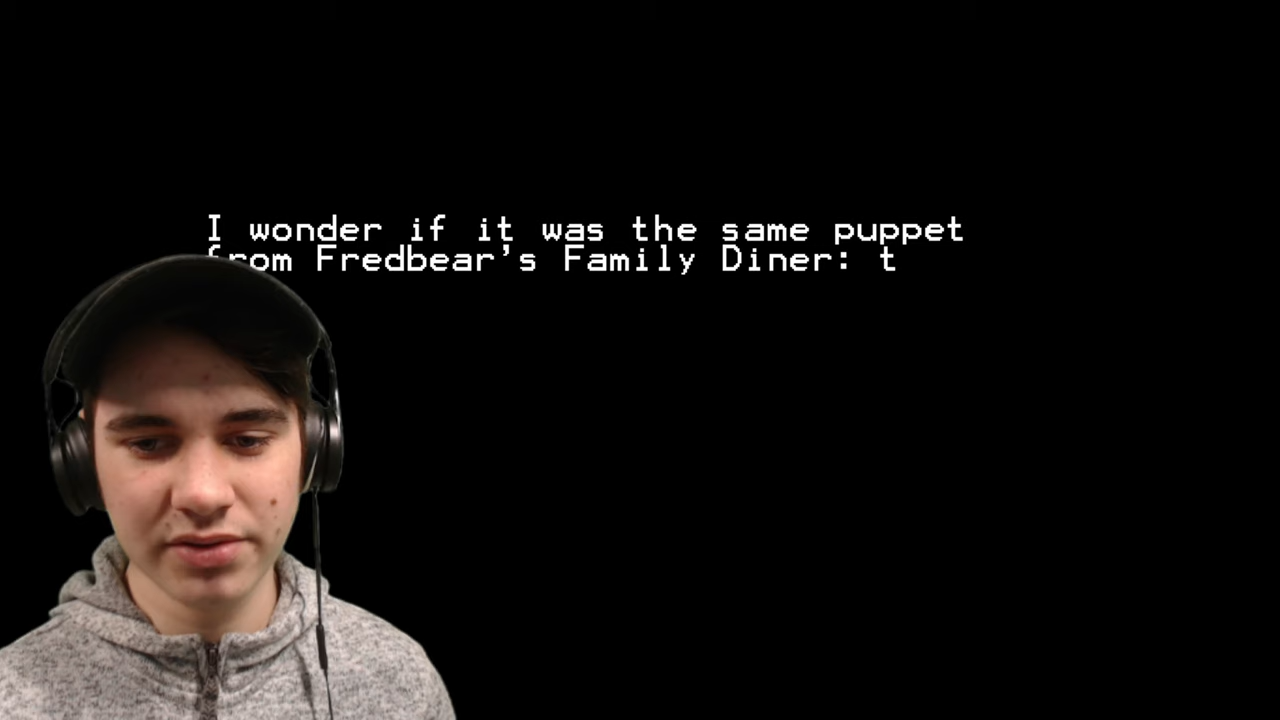 I wonder if it was the same puppet
from Fredbear's Family Diner: t